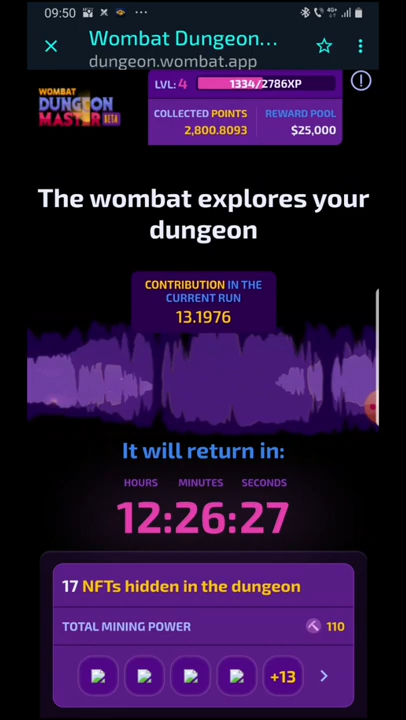 09:50
4G+
Wombat Dungeon...
dungeon.wombat.app
WOMBAT
DUNGEON
MASTER BETA
LVL: 4
1334/2786XP
COLLECTED POINTS
2,800.8093
REWARD POOL
$25,000
The wombat explores your
dungeon
CONTRIBUTION IN THE
CURRENT RUN
13.1976
It will return in:
HOURS MINUTES SECONDS
12:26:27
17 NFTs hidden in the dungeon
TOTAL MINING POWER 110
+13